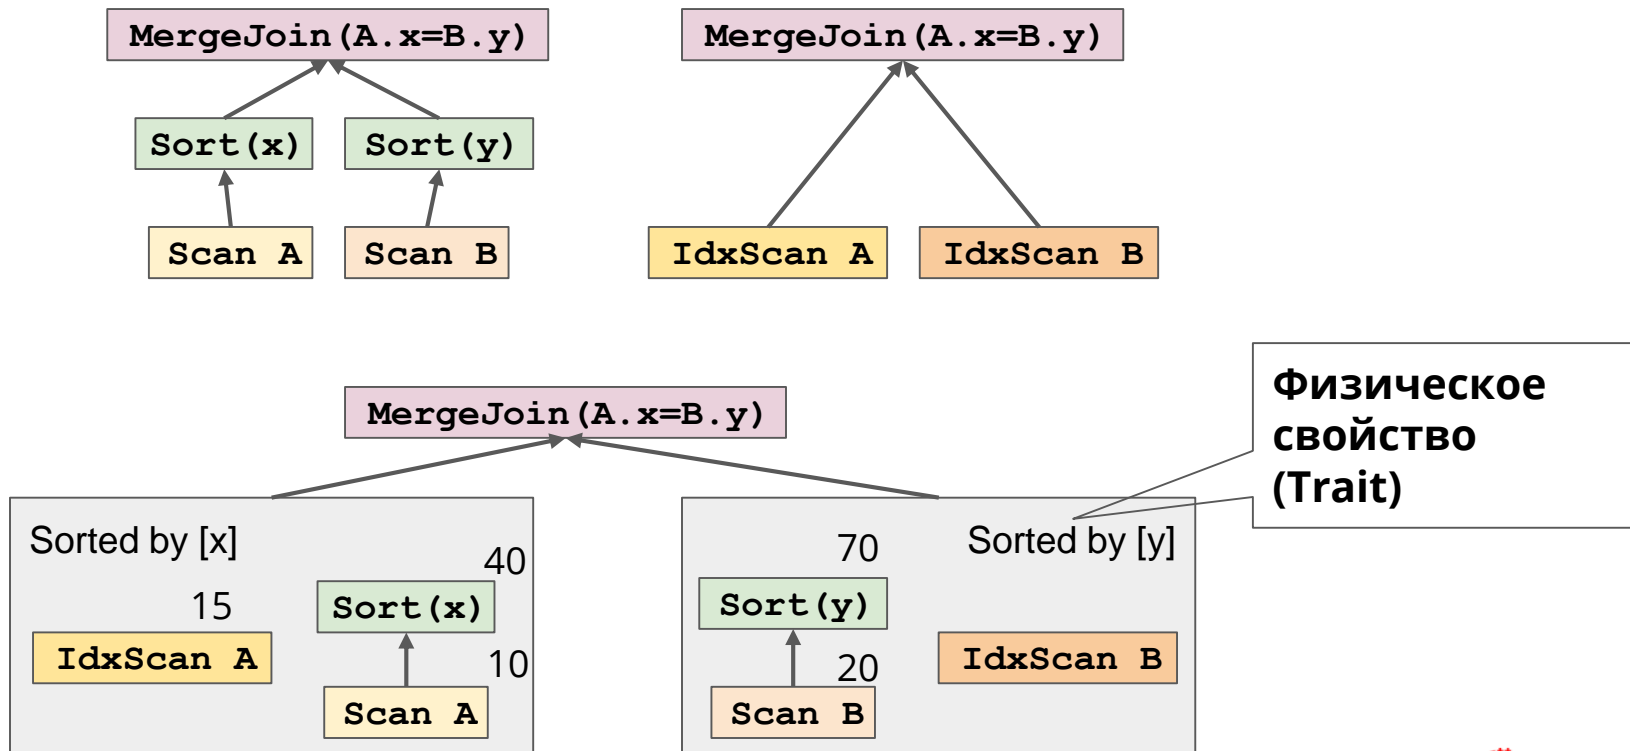 MergeJoin(A.x=B.y)
MergeJoin(A.x=B.y)
Sort(x)
Sort(y)
Scan A
Scan B
IdxScan A
IdxScan B
MergeJoin(A.x=B.y)
Физическое
свойство
(Trait)
Sorted by [x]
40
15
Sort(x)
IdxScan A
10
Scan A
70
Sorted by [y]
Sort(y)
20
IdxScan B
Scan B